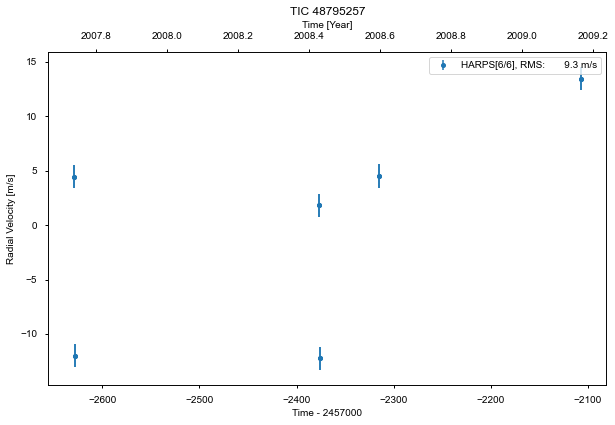 TIC 48795257
Time [Year]
2007.8 2008.0 2008.2 2008.4 2008.6 2008.8 2009.0 2009.2
HARPS[6/6], RMS: 9.3 m/s
15
10
5
0
−5
−10
Radial Velocity [m/s]
−2600 −2500 −2400 −2300 −2200 −2100
Time - 2457000